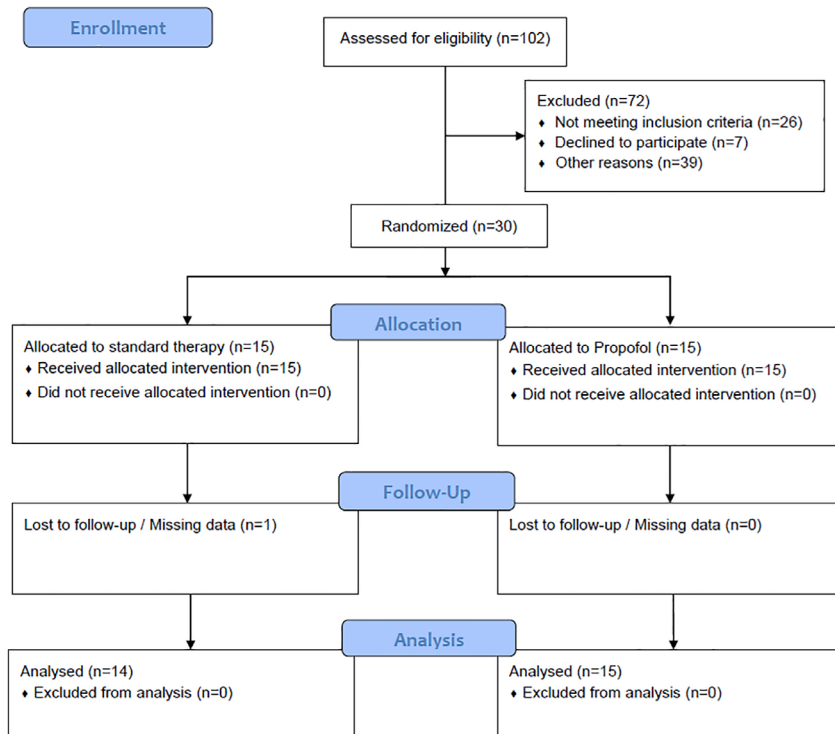 Enrollment
Assessed for eligibility (n=102)
Excluded (n=72)
♦ Not meeting inclusion criteria (n=26)
♦ Declined to participate (n=7)
♦ Other reasons (n=39)
Randomized (n=30)
Allocation
Allocated to standard therapy (n=15)
♦ Received allocated intervention (n=15)
♦ Did not receive allocated intervention (n=0)
Allocated to Propofol (n=15)
♦ Received allocated intervention (n=15)
♦ Did not receive allocated intervention (n=0)
Follow-Up
Lost to follow-up / Missing data (n=1)
Lost to follow-up / Missing data (n=0)
Analysis
Analysed (n=14)
♦ Excluded from analysis (n=0)
Analysed (n=15)
♦ Excluded from analysis (n=0)